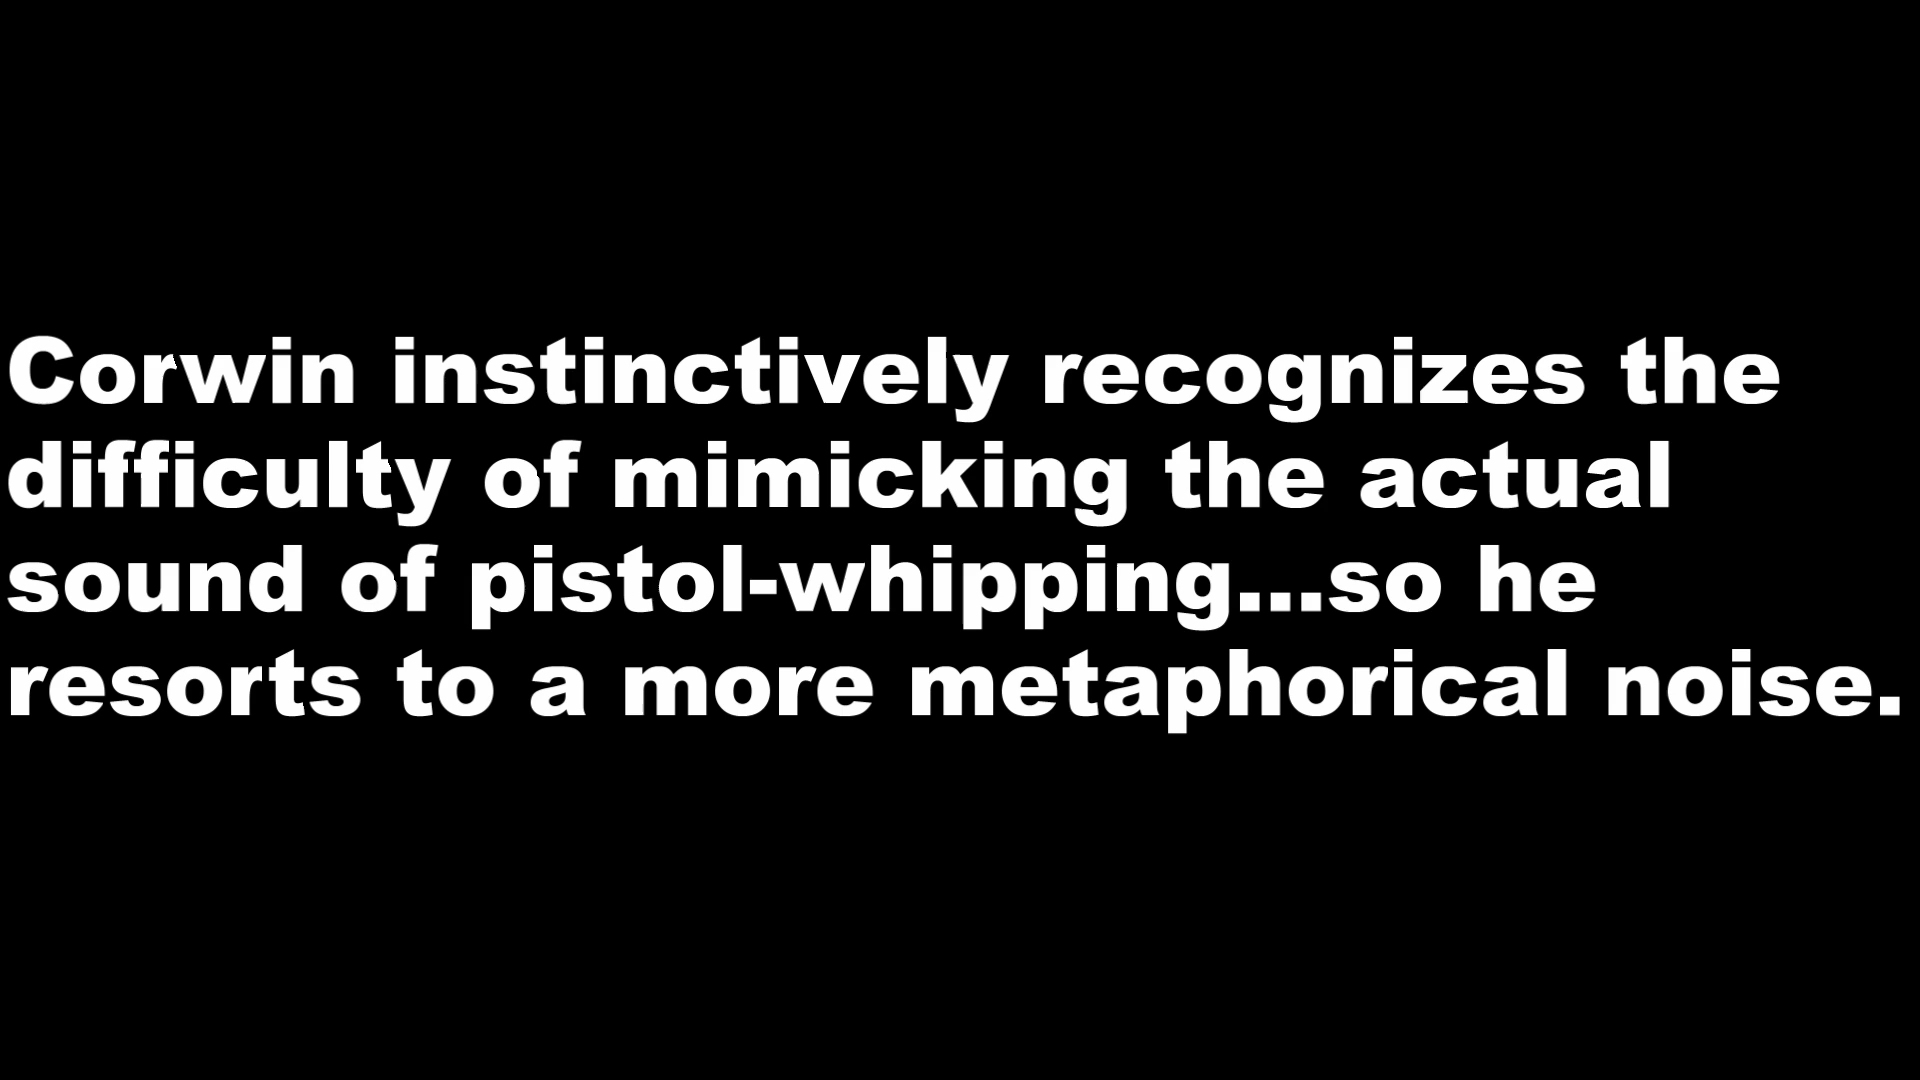 Corwin instinctively recognizes the
difficulty of mimicking the actual
sound of pistol-whipping...so he
resorts to a more metaphorical noise.